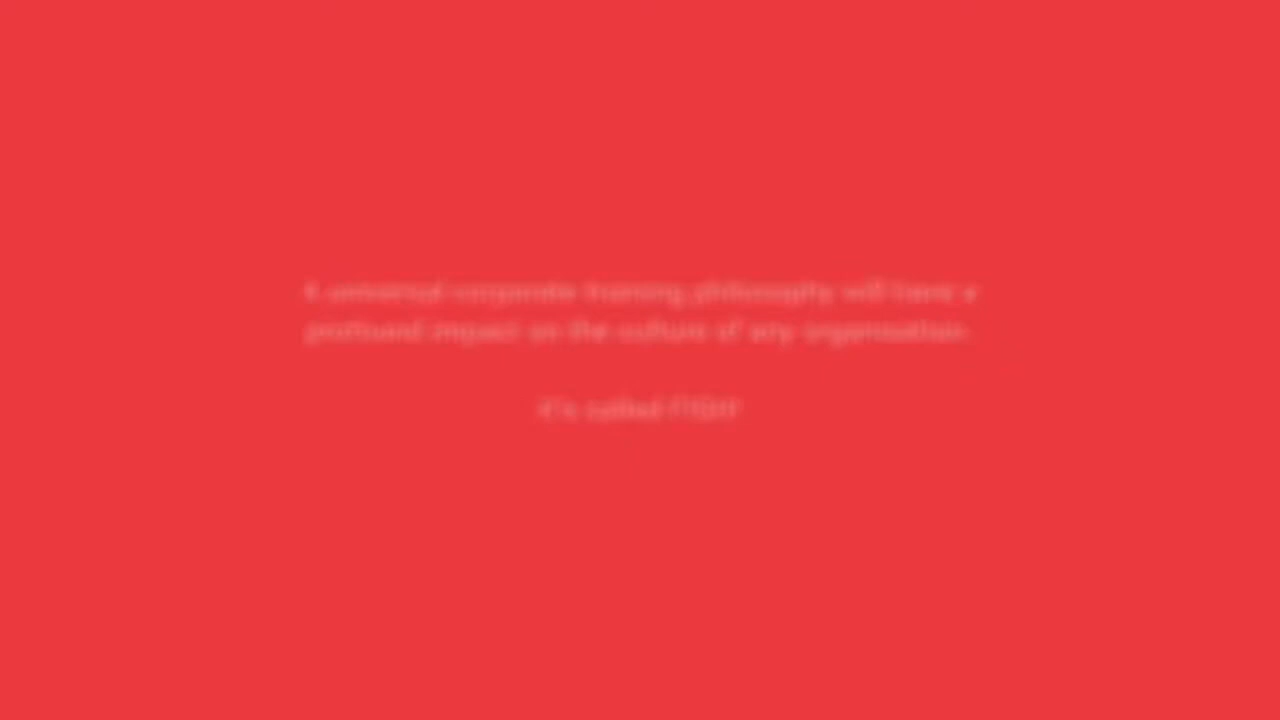 A universal corporate training philosophy will have a
profound impact on the culture of any organisation.
it's called